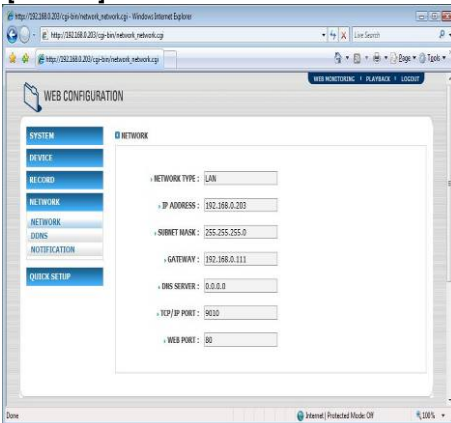 http://192.168.0.203/cgi-bin/network_network.cgi - Windows Internet Explorer
http://192.168.0.203/cgi-bin/network_network.cgi
Live Search
http://192.168.0.203/cgi-bin/network_network.cgi
Page
Tools
WEB MONITORING
PLAYBACK
LOGOUT
WEB CONFIGURATION
SYSTEM
DEVICE
RECORD
NETWORK
NETWORK
DDNS
NOTIFICATION
QUICK SETUP
NETWORK
NETWORK TYPE : LAN
IP ADDRESS : 192.168.0.203
SUBNET MASK : 255.255.255.0
GATEWAY : 192.168.0.111
DNS SERVER : 0.0.0.0
TCP/IP PORT : 9010
WEB PORT : 80
Done
Internet | Protected Mode: Off
100%